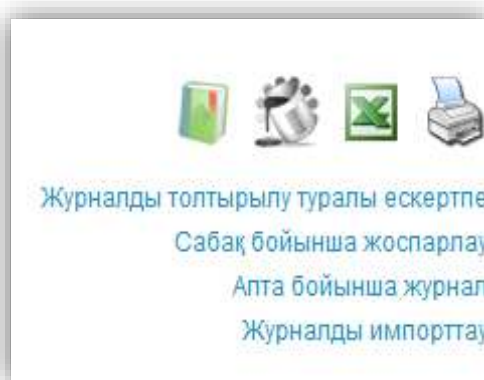 Журналды толтырылу туралы ескертпе
Сабақ бойынша жоспарлау
Апта бойынша журнал
Журналды импорттау